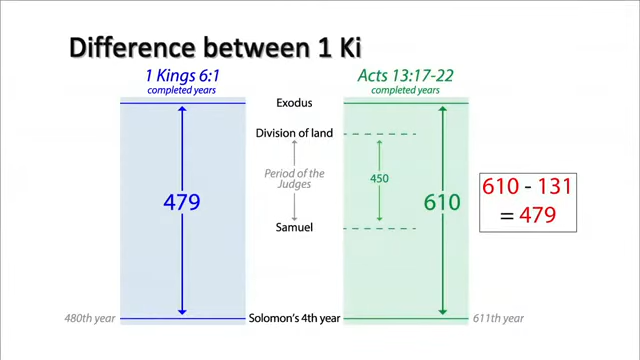 Difference between 1 Ki
1 Kings 6:1
completed years
Acts 13:17-22
completed years
Exodus
Division of land
Period of the
Judges
450
479
610
610 - 131
= 479
Samuel
480th year
Solomon's 4th year
611th year